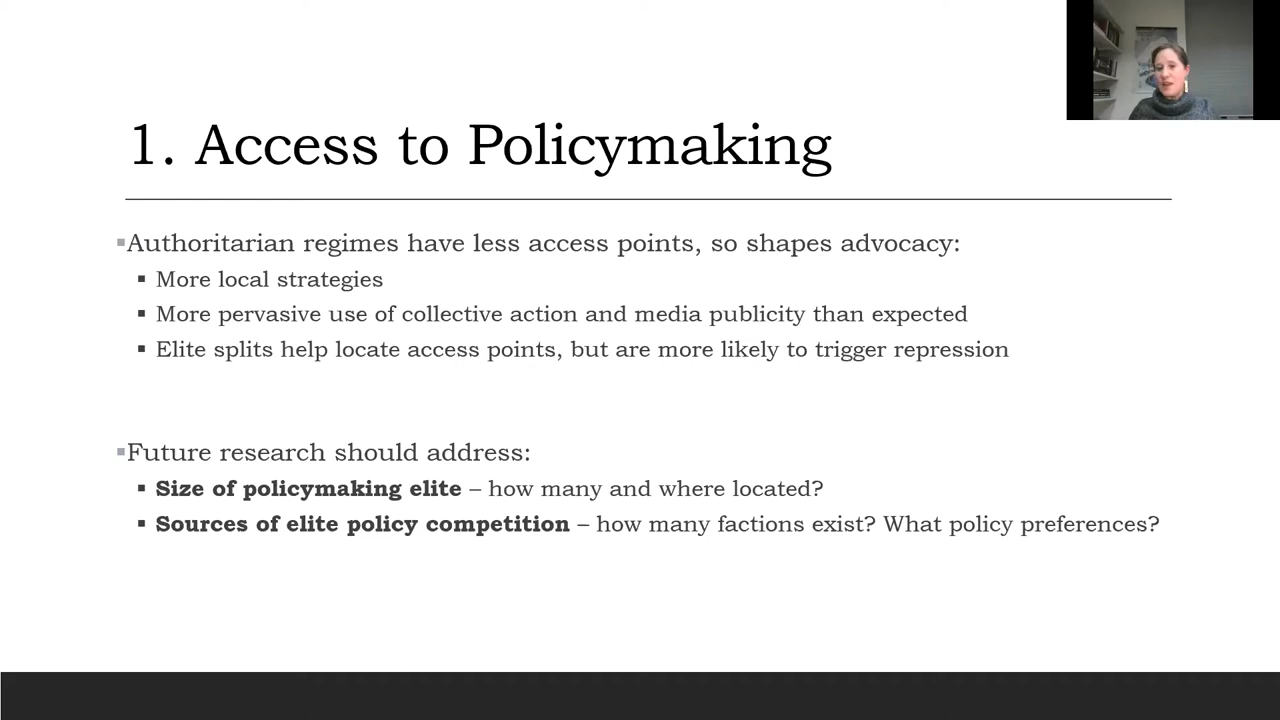 1. Access to Policymaking
▪Authoritarian regimes have less access points, so shapes advocacy:
▪ More local strategies
▪ More pervasive use of collective action and media publicity than expected
▪ Elite splits help locate access points, but are more likely to trigger repression
▪Future research should address:
▪ Size of policymaking elite – how many and where located?
▪ Sources of elite policy competition – how many factions exist? What policy preferences?